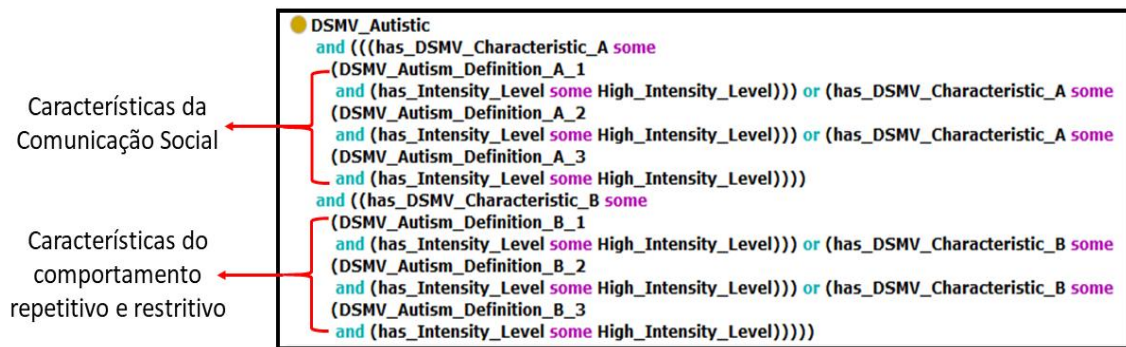 Características da
Comunicação Social
Características do
comportamento
repetitivo e restritivo
DSMV_Autistic
and (((has_DSMV_Characteristic_A some
(DSMV_Autism_Definition_A_1
and (has_Intensity_Level some High_Intensity_Level))) or (has_DSMV_Characteristic_A some
(DSMV_Autism_Definition_A_2
and (has_Intensity_Level some High_Intensity_Level))) or (has_DSMV_Characteristic_A some
(DSMV_Autism_Definition_A_3
and (has_Intensity_Level some High_Intensity_Level))))
and ((has_DSMV_Characteristic_B some
(DSMV_Autism_Definition_B_1
and (has_Intensity_Level some High_Intensity_Level))) or (has_DSMV_Characteristic_B some
(DSMV_Autism_Definition_B_2
and (has_Intensity_Level some High_Intensity_Level))) or (has_DSMV_Characteristic_B some
(DSMV_Autism_Definition_B_3
and (has_Intensity_Level some High_Intensity_Level)))))